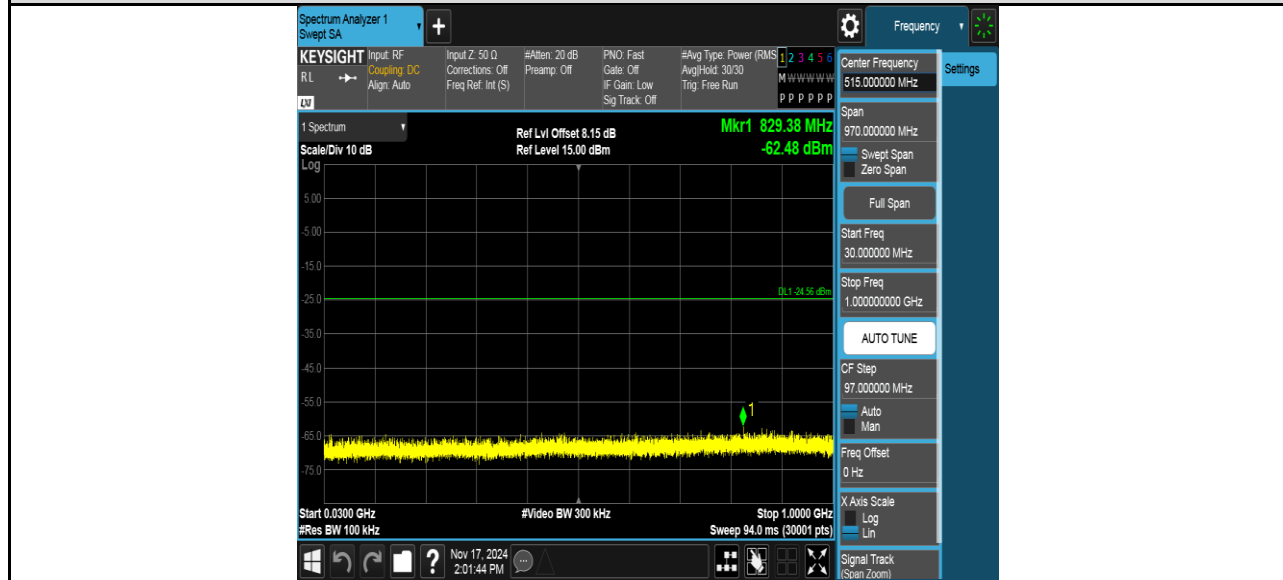 Spectrum Analyzer 1
Swept SA
+
Frequency
KEYSIGHT
RL
LXI
Input: RF
Coupling: DC
Align: Auto
Input Z: 50 Ω
Corrections: Off
Freq Ref: Int (S)
#Atten: 20 dB
Preamp: Off
PNO: Fast
Gate: Off
IF Gain: Low
Sig Track: Off
#Avg Type: Power (RMS
Avg|Hold: 30/30
Trig: Free Run
1 2 3 4 5 6
M W W W W W
P P P P P P
Center Frequency
515.000000 MHz
Settings
1 Spectrum
Scale/Div 10 dB
Ref Lvl Offset 8.15 dB
Ref Level 15.00 dBm
Mkr1 829.38 MHz
-62.48 dBm
Log
5.00
-5.00
-15.0
-25.0
-35.0
-45.0
-55.0
-65.0
-75.0
DL1 -24.56 dBm
1
Start 0.0300 GHz
#Res BW 100 kHz
#Video BW 300 kHz
Stop 1.0000 GHz
Sweep 94.0 ms (30001 pts)
Span
970.000000 MHz
Swept Span
Zero Span
Full Span
Start Freq
30.000000 MHz
Stop Freq
1.000000000 GHz
AUTO TUNE
CF Step
97.000000 MHz
Auto
Man
Freq Offset
0 Hz
X Axis Scale
Log
Lin
Signal Track
(Span Zoom)
?
Nov 17, 2024
2:01:44 PM